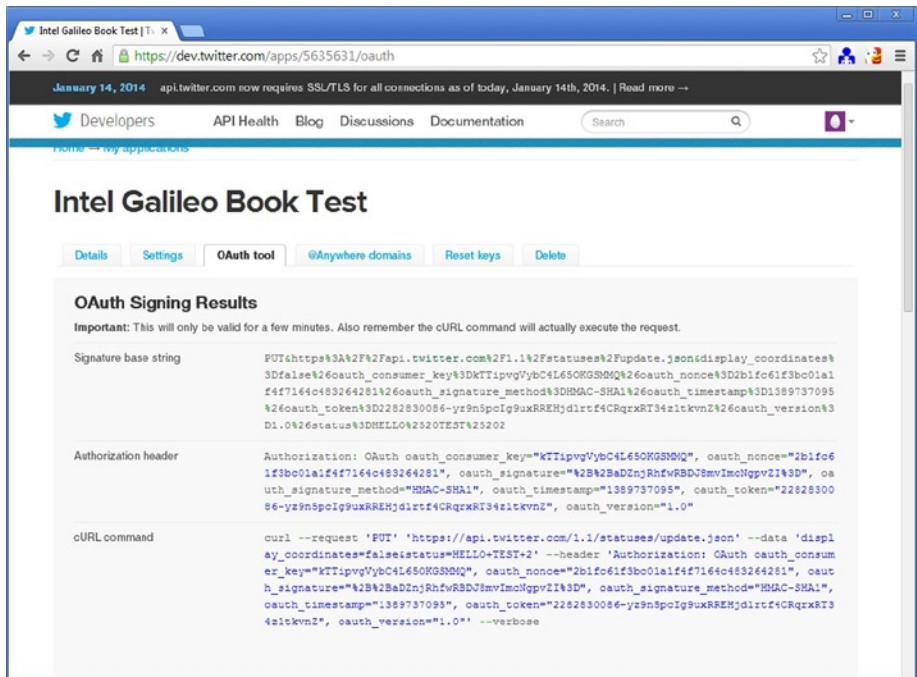 Intel Galileo Book Test | Tw
https://dev.twitter.com/apps/5635631/oauth
January 14, 2014 api.twitter.com now requires SSL/TLS for all connections as of today, January 14th, 2014. | Read more →
Developers API Health Blog Discussions Documentation Search
Home → My applications
Intel Galileo Book Test
Details Settings OAuth tool @Anywhere domains Reset keys Delete
OAuth Signing Results
Important: This will only be valid for a few minutes. Also remember the cURL command will actually execute the request.
Signature base string
PUT&https%3A%2F%2Fapi.twitter.com%2F1.1%2Fstatuses%2Fupdate.json&display_coordinates%
3Dfalse%26oauth_consumer_key%3DkTTipvgVybC4L65OKGSMMQ%26oauth_nonce%3D2b1fc61f3bc01a1
f4f7164c483264281%26oauth_signature_method%3DHMAC-SHA1%26oauth_timestamp%3D1389737095
%26oauth_token%3D2282830086-yz9n5pcIg9uxRREHjd1rtf4CRqrxRT34z1tkvnZ%26oauth_version%3
D1.0%26status%3DHELLO%2520TEST%25202
Authorization header
Authorization: OAuth oauth_consumer_key="kTTipvgVybC4L65OKGSMMQ", oauth_nonce="2b1fc6
1f3bc01a1f4f7164c483264281", oauth_signature="%2B%2BaDZnjRhfwRBDJ8mvImcNgpvZI%3D", oa
uth_signature_method="HMAC-SHA1", oauth_timestamp="1389737095", oauth_token="22828300
86-yz9n5pcIg9uxRREHjd1rtf4CRqrxRT34z1tkvnZ", oauth_version="1.0"
cURL command
curl --request 'PUT' 'https://api.twitter.com/1.1/statuses/update.json' --data 'displ
ay_coordinates=false&status=HELLO+TEST+2' --header 'Authorization: OAuth oauth_consum
er_key="kTTipvgVybC4L65OKGSMMQ", oauth_nonce="2b1fc61f3bc01a1f4f7164c483264281", oaut
h_signature="%2B%2BaDZnjRhfwRBDJ8mvImcNgpvZI%3D", oauth_signature_method="HMAC-SHA1",
oauth_timestamp="1389737095", oauth_token="2282830086-yz9n5pcIg9uxRREHjd1rtf4CRqrxRT3
4z1tkvnZ", oauth_version="1.0"' --verbose